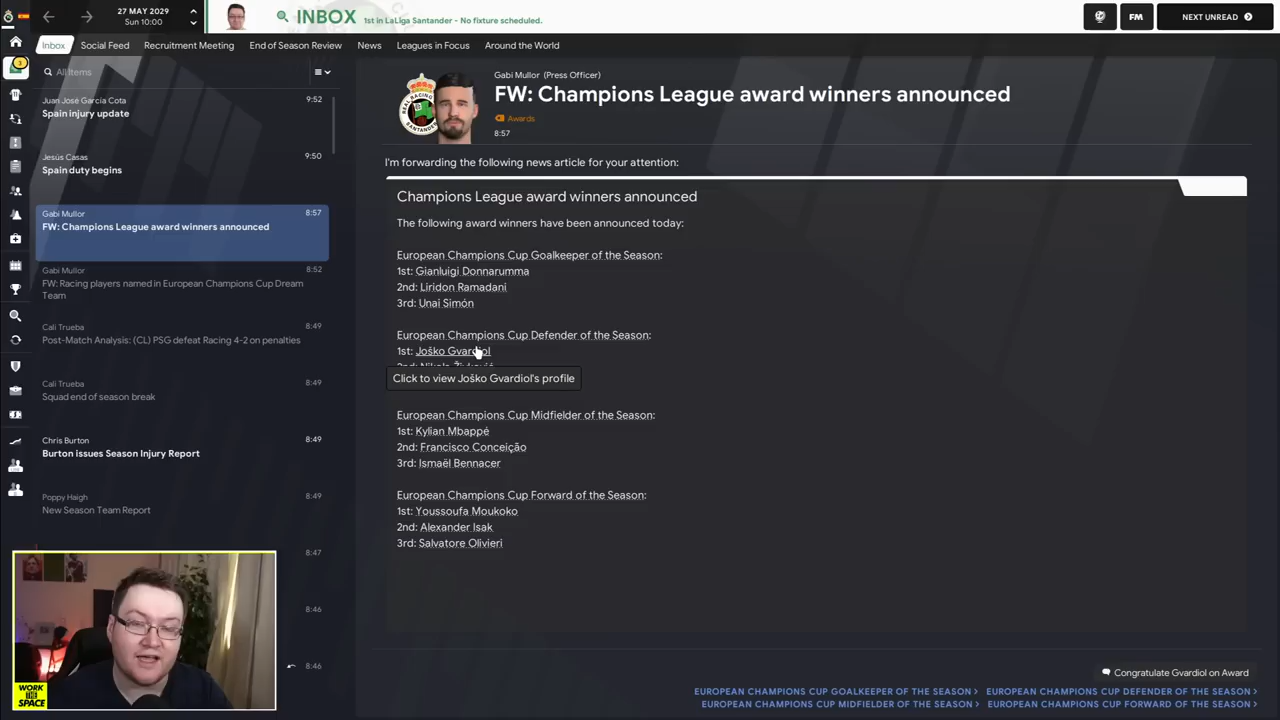 27 MAY 2029
Sun 10:00
INBOX
1st in LaLiga Santander - No fixture scheduled.
FM
NEXT UNREAD
3
Inbox
Social Feed
Recruitment Meeting
End of Season Review
News
Leagues in Focus
Around the World
All Items
Juan José García Cota
9:52
Spain injury update
Jesús Casas
9:50
Spain duty begins
Gabi Mullor
8:57
FW: Champions League award winners announced
Gabi Mullor
8:52
FW: Racing players named in European Champions Cup Dream
Team
Cali Trueba
8:49
Post-Match Analysis: (CL) PSG defeat Racing 4-2 on penalties
Cali Trueba
8:49
Squad end of season break
Chris Burton
8:49
Burton issues Season Injury Report
Poppy Haigh
8:49
New Season Team Report
8:47
8:46
8:46
WORK
THE
SPACE
Gabi Mullor (Press Officer)
FW: Champions League award winners announced
Awards
8:57
I'm forwarding the following news article for your attention:
Champions League award winners announced
The following award winners have been announced today:
European Champions Cup Goalkeeper of the Season:
1st: Gianluigi Donnarumma
2nd: Liridon Ramadani
3rd: Unai Simón
European Champions Cup Defender of the Season:
1st: Joško Gvardiol
2nd: Nikola Živković
Click to view Joško Gvardiol's profile
European Champions Cup Midfielder of the Season:
1st: Kylian Mbappé
2nd: Francisco Conceição
3rd: Ismaël Bennacer
European Champions Cup Forward of the Season:
1st: Youssoufa Moukoko
2nd: Alexander Isak
3rd: Salvatore Olivieri
Congratulate Gvardiol on Award
EUROPEAN CHAMPIONS CUP GOALKEEPER OF THE SEASON >
EUROPEAN CHAMPIONS CUP DEFENDER OF THE SEASON >
EUROPEAN CHAMPIONS CUP MIDFIELDER OF THE SEASON >
EUROPEAN CHAMPIONS CUP FORWARD OF THE SEASON >